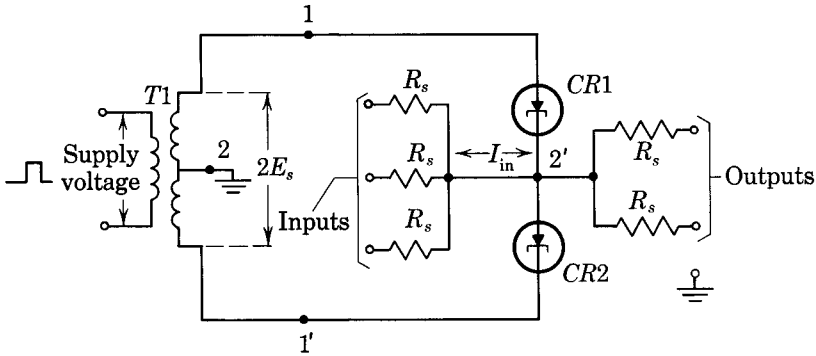 1
T1
Supply
voltage
2
2E_s
Inputs
R_s
R_s
R_s
I_in
CR1
2'
CR2
R_s
R_s
Outputs
1'